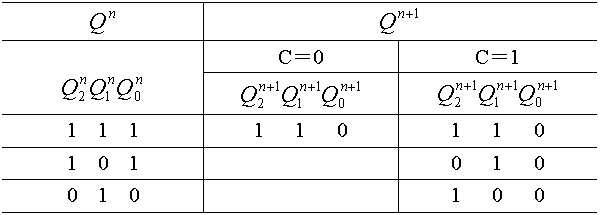 Qⁿ Qⁿ⁺¹
C=0 C=1
Q₂ⁿQ₁ⁿQ₀ⁿ Q₂ⁿ⁺¹Q₁ⁿ⁺¹Q₀ⁿ⁺¹ Q₂ⁿ⁺¹Q₁ⁿ⁺¹Q₀ⁿ⁺¹
1 1 1 1 1 0 1 1 0
1 0 1 0 1 0
0 1 0 1 0 0